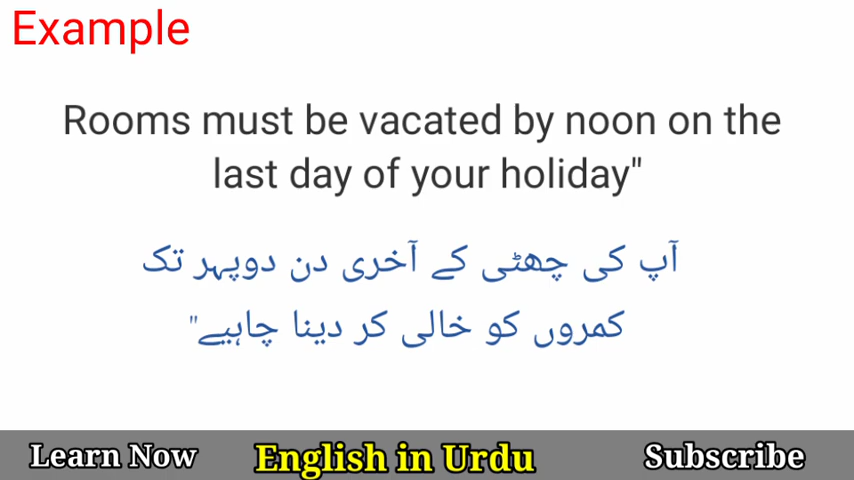 Example
Rooms must be vacated by noon on the
last day of your holiday"
آپ کی چھٹی کے آخری دن دوپہر تک
کمروں کو خالی کر دینا چاہیے"
Learn Now
English in Urdu
Subscribe